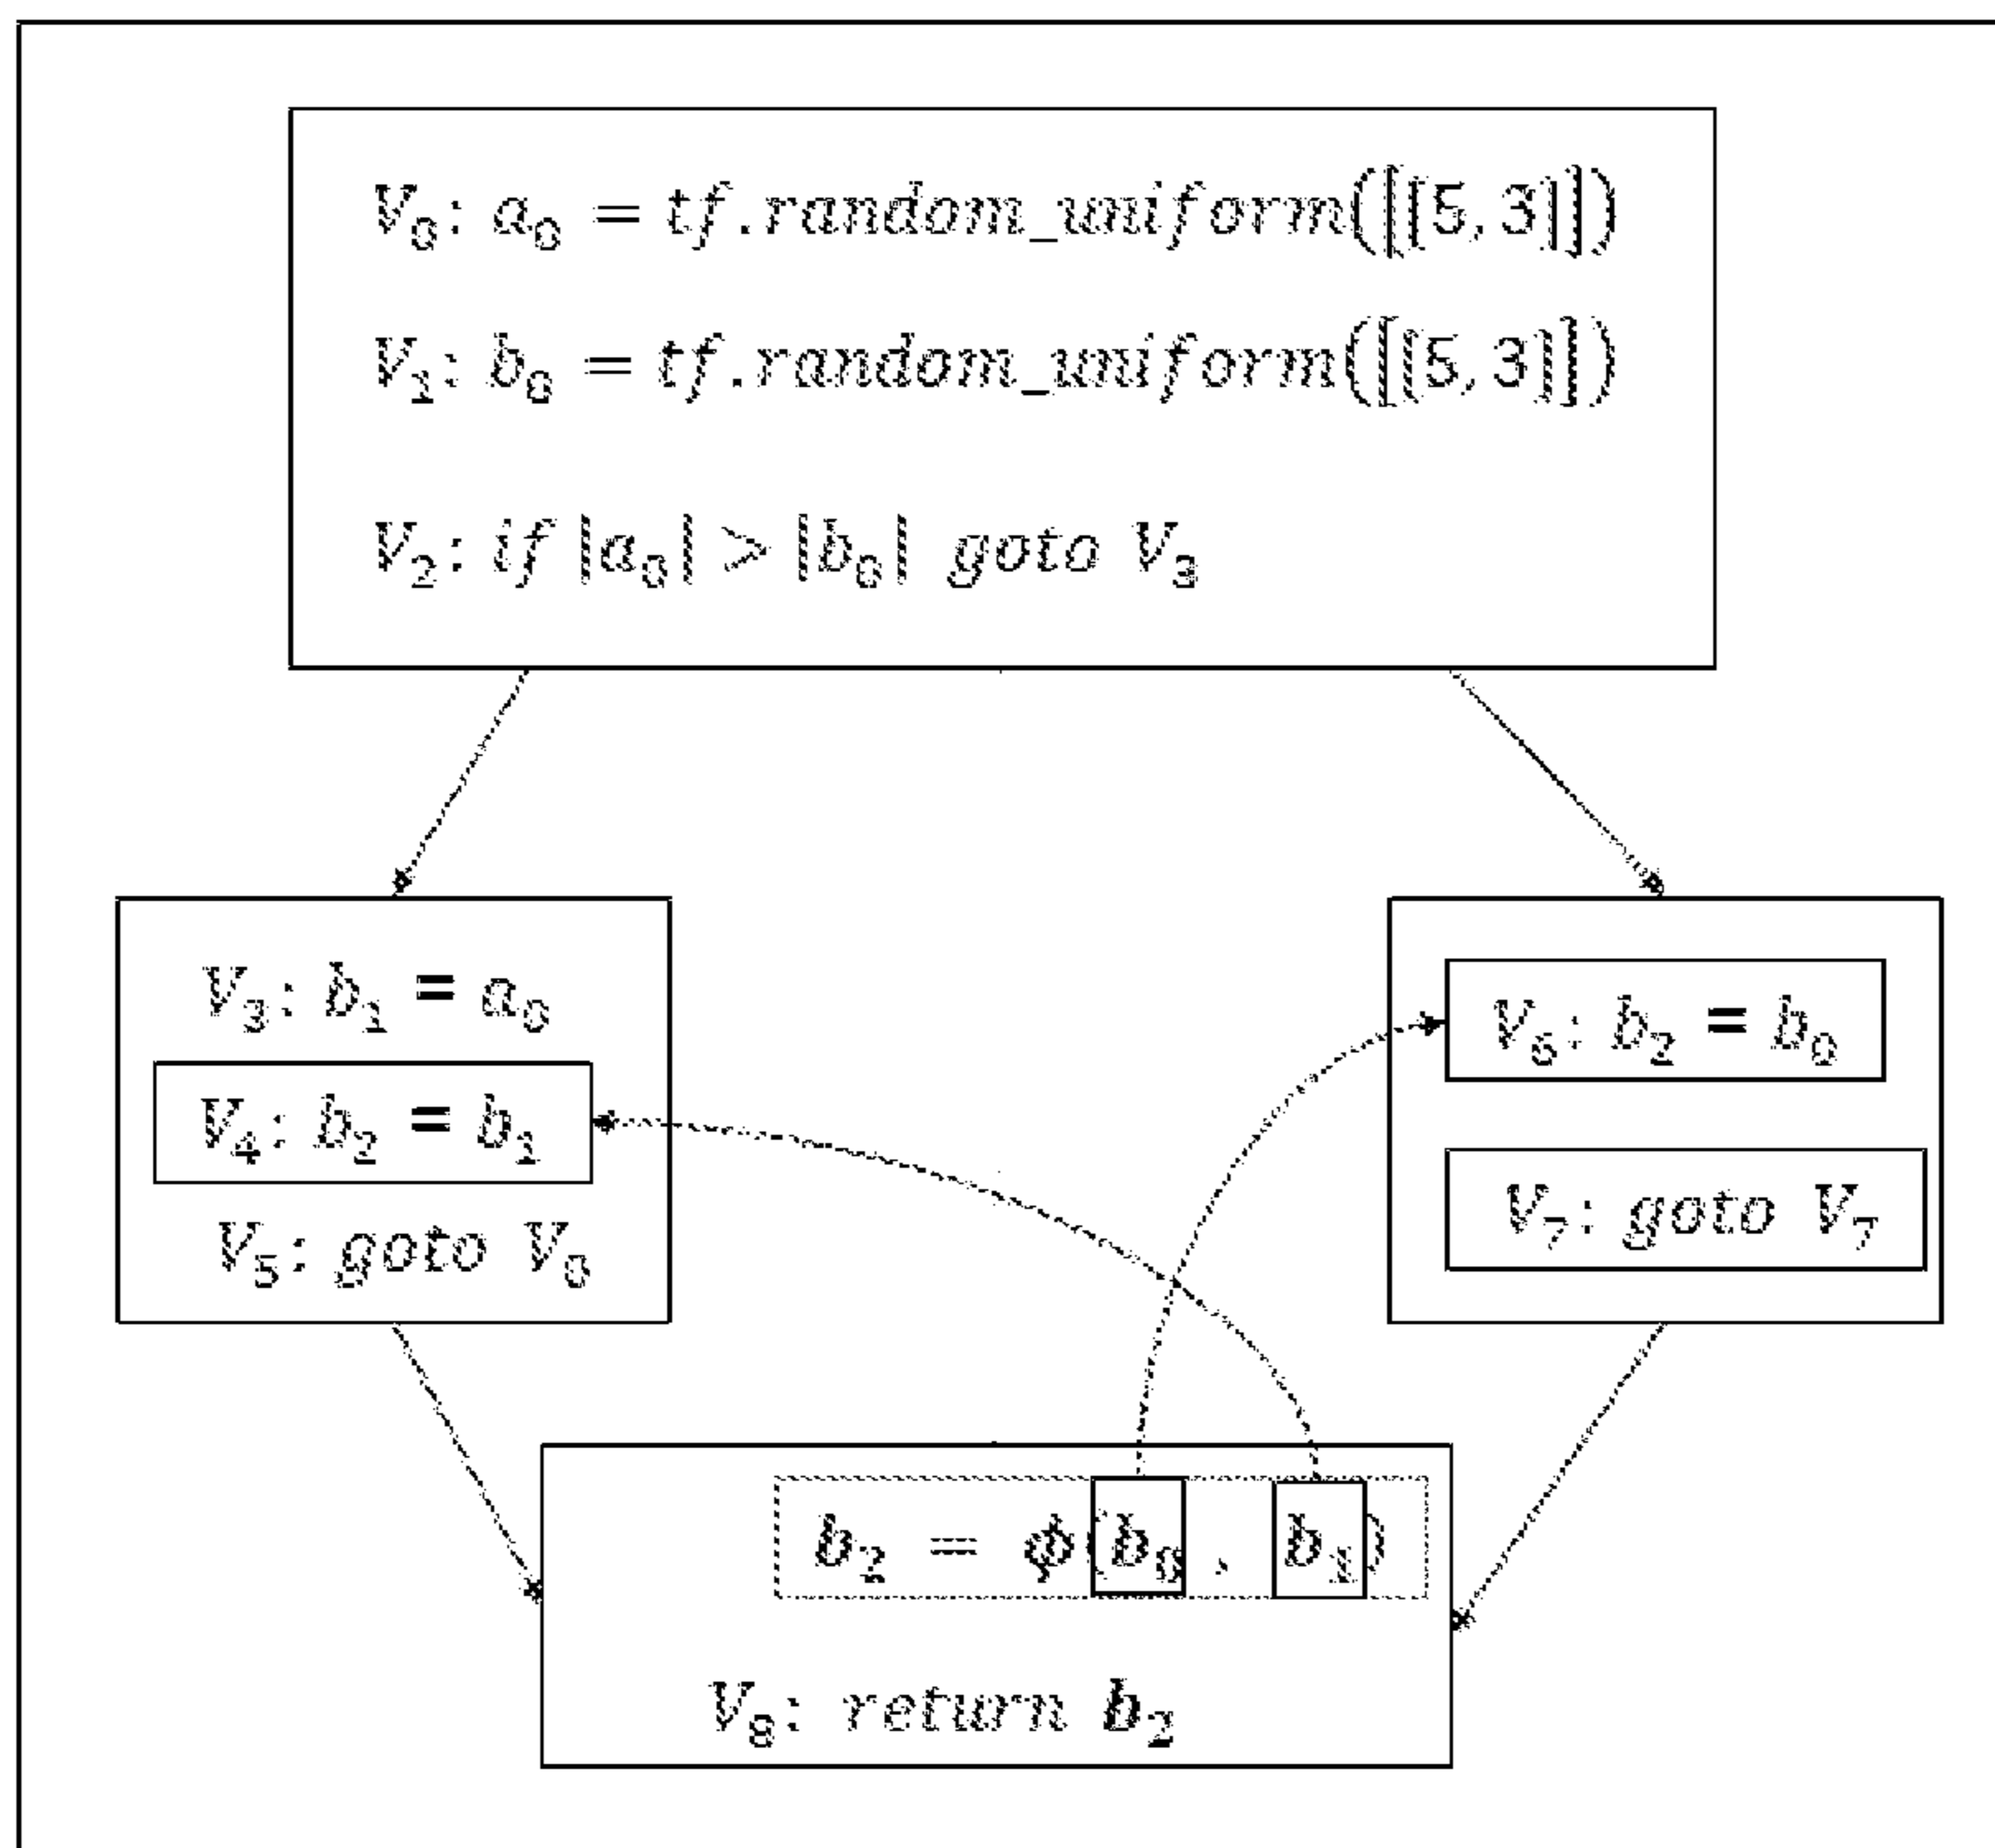 V₀: a₀ = tf.random_uniform([[5,3]])
V₁: b₀ = tf.random_uniform([[5,3]])
V₂: if |a₀| > |b₀| goto V₃
V₃: b₁ = a₀
V₄: b₂ = b₁
V₅: goto V₈
V₆: b₂ = b₀
V₇: goto V₇
b₂ = ϕ(b₀ , b₁)
V₈: return b₂